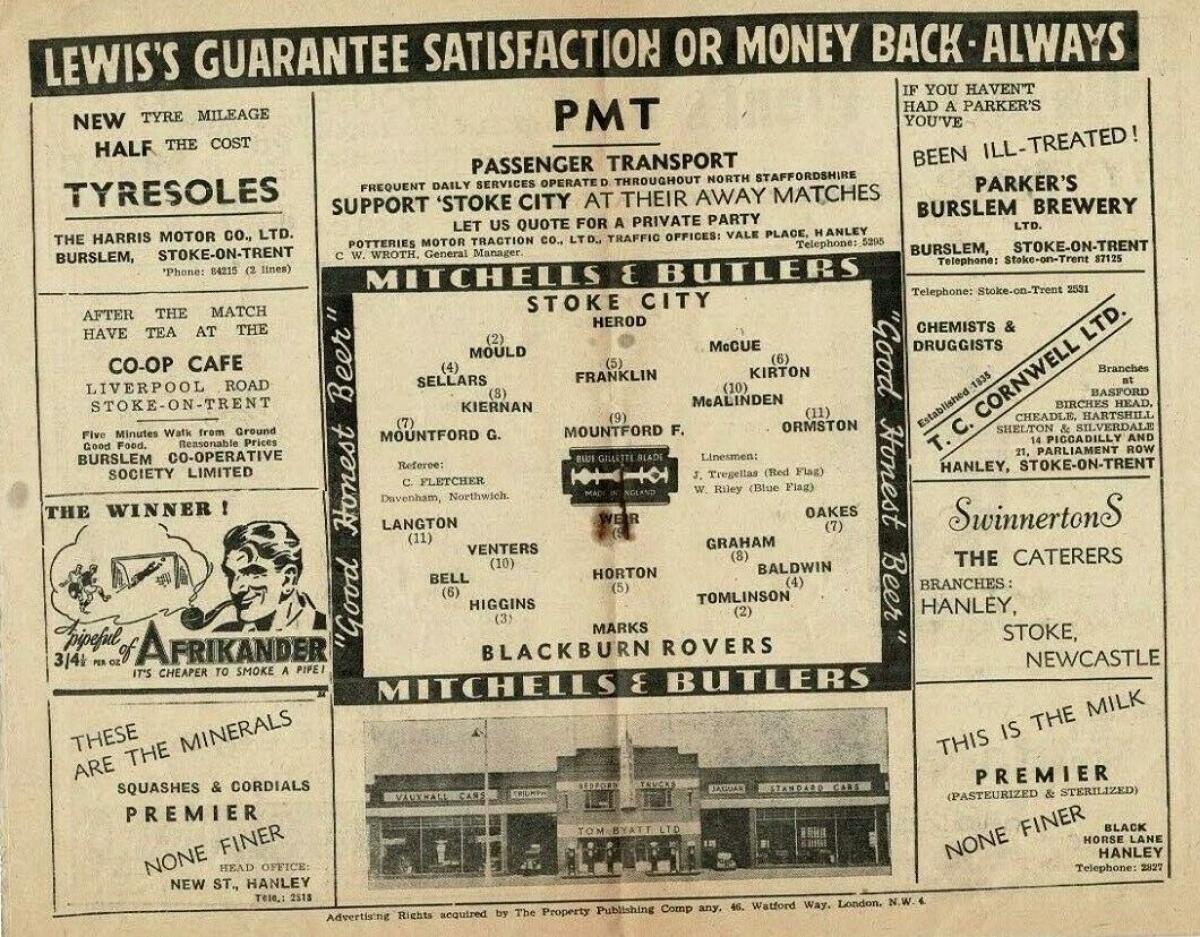 LEWIS'S GUARANTEE SATISFACTION OR MONEY BACK · ALWAYS
NEW TYRE MILEAGE
HALF THE COST
TYRESOLES
THE HARRIS MOTOR CO., LTD.
BURSLEM, STOKE-ON-TRENT
'Phone: 84215 (2 lines)
AFTER THE MATCH
HAVE TEA AT THE
CO-OP CAFE
LIVERPOOL ROAD
STOKE-ON-TRENT
Five Minutes Walk from Ground
Good Food. Reasonable Prices
BURSLEM CO-OPERATIVE
SOCIETY LIMITED
THE WINNER !
A pipeful of AFRIKANDER
3/4½ PER OZ
IT'S CHEAPER TO SMOKE A PIPE!
THESE
ARE THE MINERALS
SQUASHES & CORDIALS
PREMIER
NONE FINER
HEAD OFFICE:
NEW ST., HANLEY
Tele.: 2518
PMT
PASSENGER TRANSPORT
FREQUENT DAILY SERVICES OPERATED THROUGHOUT NORTH STAFFORDSHIRE
SUPPORT 'STOKE CITY AT THEIR AWAY MATCHES
LET US QUOTE FOR A PRIVATE PARTY
POTTERIES MOTOR TRACTION CO., LTD., TRAFFIC OFFICES: VALE PLACE, HANLEY
C W. WROTH, General Manager. Telephone: 5295
MITCHELLS & BUTLERS
"Good Honest Beer"
STOKE CITY
HEROD
(2)
MOULD McCUE
(4) (5) (6)
SELLARS FRANKLIN KIRTON
(8) (10)
KIERNAN McALINDEN
(7) (9) (11)
MOUNTFORD G. MOUNTFORD F. ORMSTON
Referee:
C. FLETCHER
Davenham, Northwich.
BLUE GILLETTE BLADE
MADE IN ENGLAND
Linesmen:
J. Tregellas (Red Flag)
W. Riley (Blue Flag)
LANGTON WEIR OAKES
(11) (7)
VENTERS GRAHAM
(10) (8)
BELL HORTON BALDWIN
(6) (5) (4)
HIGGINS TOMLINSON
(3) (2)
MARKS
BLACKBURN ROVERS
"Good Honest Beer"
MITCHELLS & BUTLERS
VAUXHALL CARS TRIUMPH BEDFORD TRUCKS JAGUAR STANDARD CARS
TOM BYATT LTD
IF YOU HAVEN'T
HAD A PARKER'S
YOU'VE
BEEN ILL-TREATED!
PARKER'S
BURSLEM BREWERY
LTD.
BURSLEM, STOKE-ON-TRENT
Telephone: Stoke-on-Trent 87125
Telephone: Stoke-on-Trent 2531
CHEMISTS &
DRUGGISTS
Established 1835
T. C. CORNWELL LTD.
Branches
at
BASFORD
BIRCHES HEAD,
CHEADLE, HARTSHILL
SHELTON & SILVERDALE
14 PICCADILLY AND
21, PARLIAMENT ROW
HANLEY, STOKE-ON-TRENT
SwinnertonS
THE CATERERS
BRANCHES:
HANLEY,
STOKE,
NEWCASTLE
THIS IS THE MILK
PREMIER
(PASTEURIZED & STERILIZED)
NONE FINER
BLACK
HORSE LANE
HANLEY
Telephone: 2827
Advertising Rights acquired by The Property Publishing Comp any, 46, Watford Way, London, N.W. 4